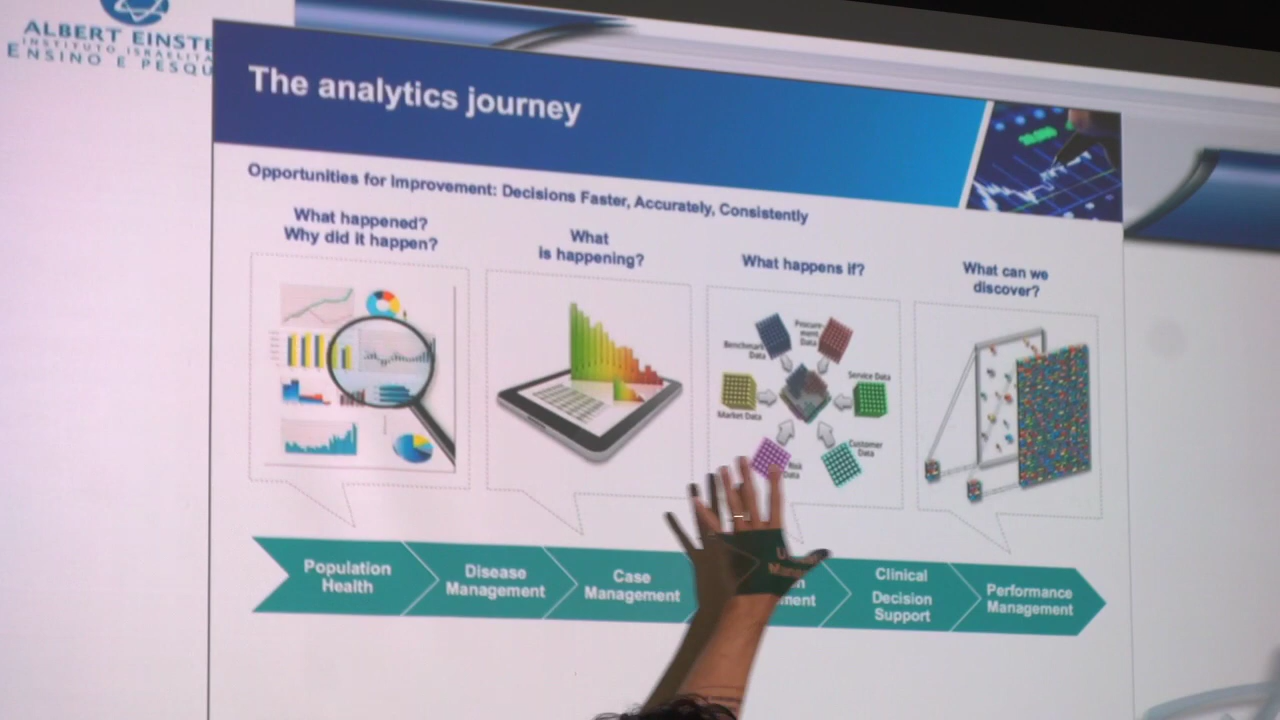 ALBERT EINSTE
INSTITUTO ISRAELITA
ENSINO E PESQU
The analytics journey
Opportunities for Improvement: Decisions Faster, Accurately, Consistently
What happened?
Why did it happen?
What
is happening?
What happens if?
What can we
discover?
Benchmark
Data
Procure-
ment
Data
Service Data
Market Data
Customer
Data
Risk
Data
Population
Health
Disease
Management
Case
Management
Clinical
Decision
Support
Performance
Management